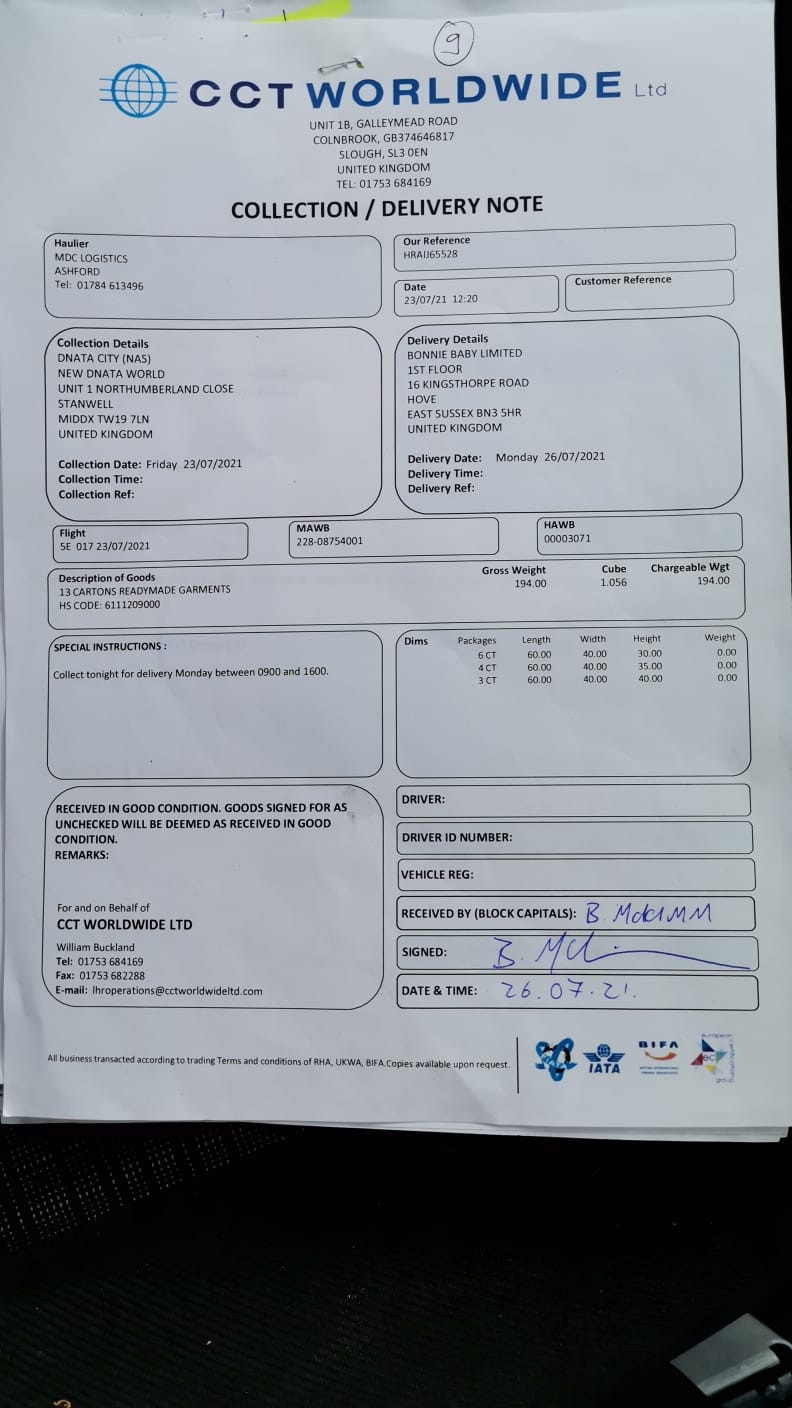 9
CCT WORLDWIDE Ltd
UNIT 1B, GALLEYMEAD ROAD
COLNBROOK, GB374646817
SLOUGH, SL3 0EN
UNITED KINGDOM
TEL: 01753 684169
COLLECTION / DELIVERY NOTE
Haulier
MDC LOGISTICS
ASHFORD
Tel: 01784 613496
Our Reference
HRAIJ65528
Date
23/07/21 12:20
Customer Reference
Collection Details
DNATA CITY (NAS)
NEW DNATA WORLD
UNIT 1 NORTHUMBERLAND CLOSE
STANWELL
MIDDX TW19 7LN
UNITED KINGDOM
Collection Date: Friday 23/07/2021
Collection Time:
Collection Ref:
Delivery Details
BONNIE BABY LIMITED
1ST FLOOR
16 KINGSTHORPE ROAD
HOVE
EAST SUSSEX BN3 5HR
UNITED KINGDOM
Delivery Date: Monday 26/07/2021
Delivery Time:
Delivery Ref:
Flight
5E 017 23/07/2021
MAWB
228-08754001
HAWB
00003071
Description of Goods Gross Weight Cube Chargeable Wgt
13 CARTONS READYMADE GARMENTS 194.00 1.056 194.00
HS CODE: 6111209000
SPECIAL INSTRUCTIONS :
Collect tonight for delivery Monday between 0900 and 1600.
Dims Packages Length Width Height Weight
6 CT 60.00 40.00 30.00 0.00
4 CT 60.00 40.00 35.00 0.00
3 CT 60.00 40.00 40.00 0.00
RECEIVED IN GOOD CONDITION. GOODS SIGNED FOR AS
UNCHECKED WILL BE DEEMED AS RECEIVED IN GOOD
CONDITION.
REMARKS:
For and on Behalf of
CCT WORLDWIDE LTD
William Buckland
Tel: 01753 684169
Fax: 01753 682288
E-mail: lhroperations@cctworldwideltd.com
DRIVER:
DRIVER ID NUMBER:
VEHICLE REG:
RECEIVED BY (BLOCK CAPITALS): B.
SIGNED: B.
DATE & TIME: 26.07.21.
All business transacted according to trading Terms and conditions of RHA, UKWA, BIFA.Copies available upon request.
IATA
BIFA
ec
european
certification
group